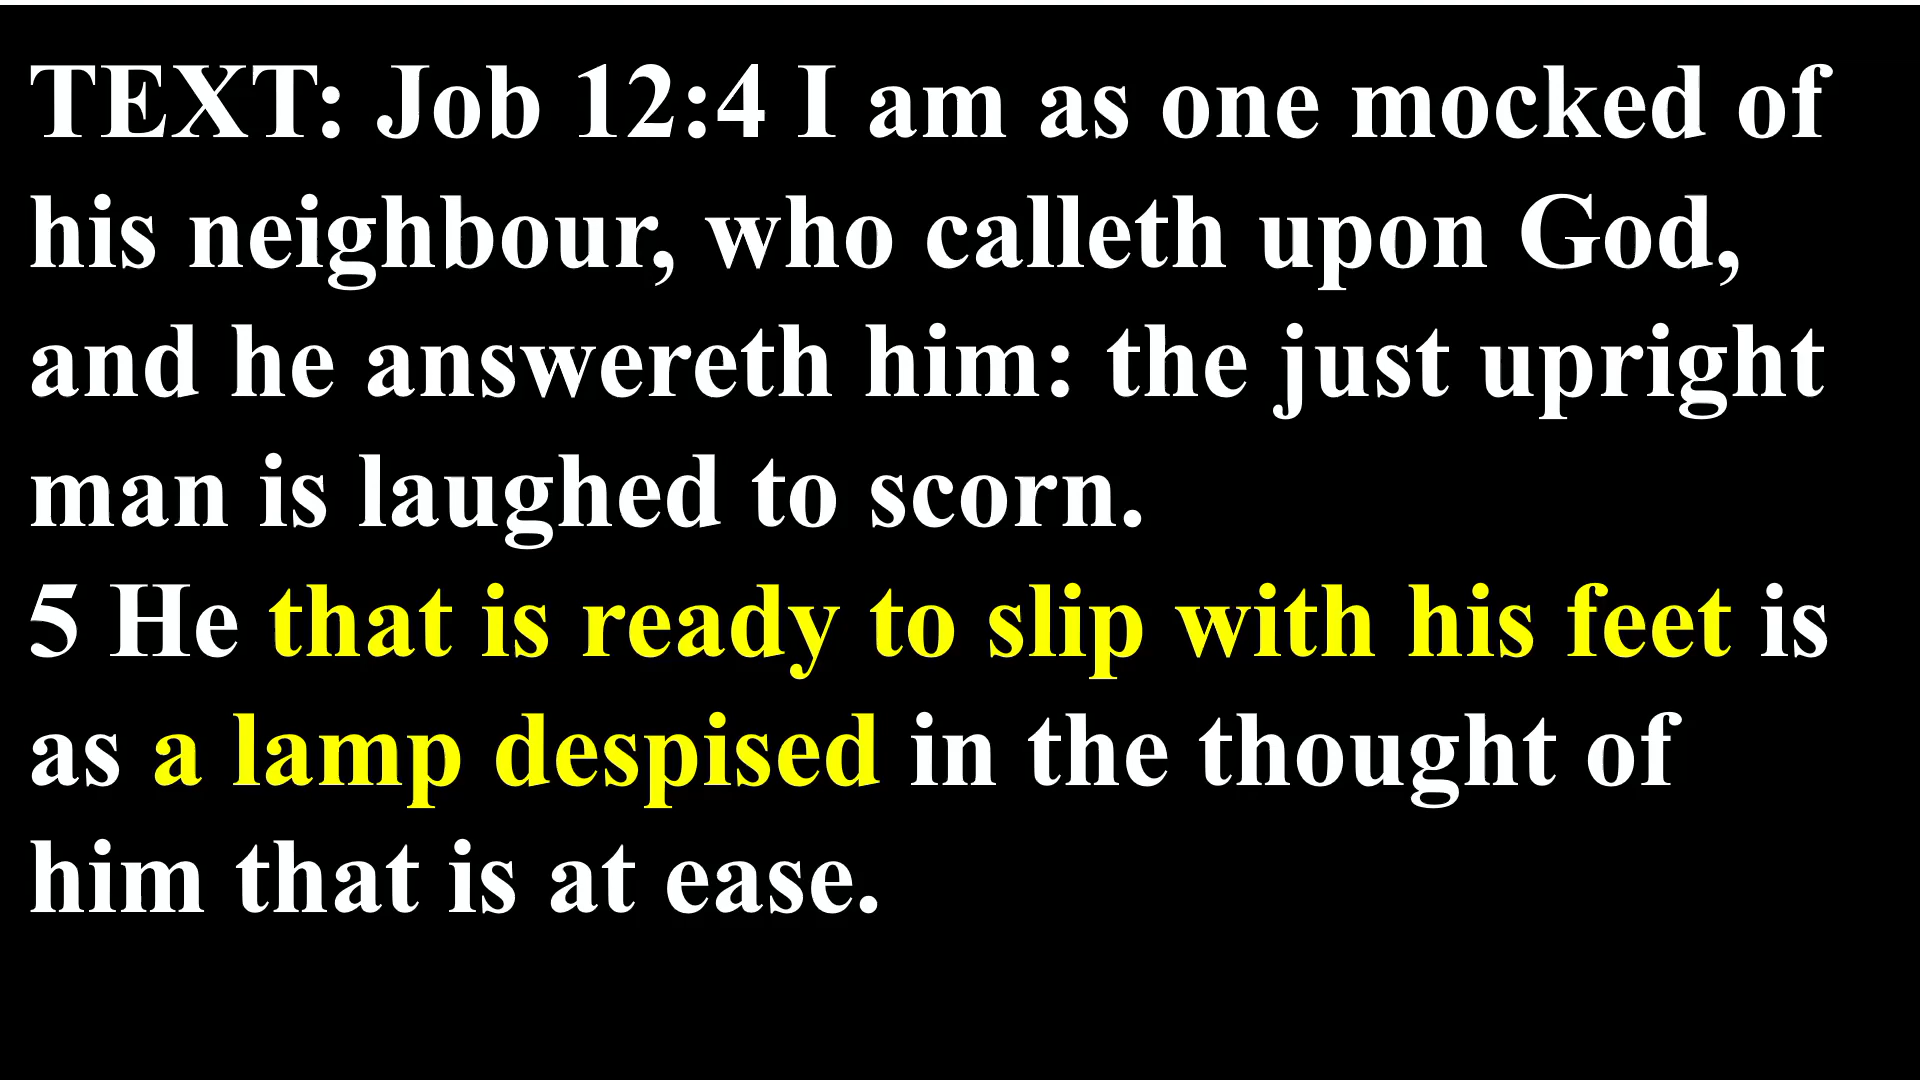 TEXT: Job 12:4 I am as one mocked of
his neighbour, who calleth upon God,
and he answereth him: the just upright
man is laughed to scorn.
5 He that is ready to slip with his feet is
as a lamp despised in the thought of
him that is at ease.